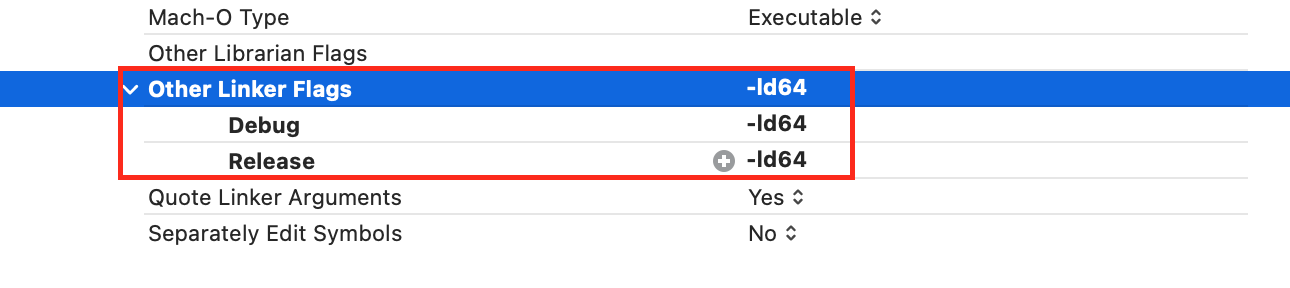 Mach-O Type Executable
Other Librarian Flags
Other Linker Flags -ld64
Debug -ld64
Release -ld64
Quote Linker Arguments Yes
Separately Edit Symbols No